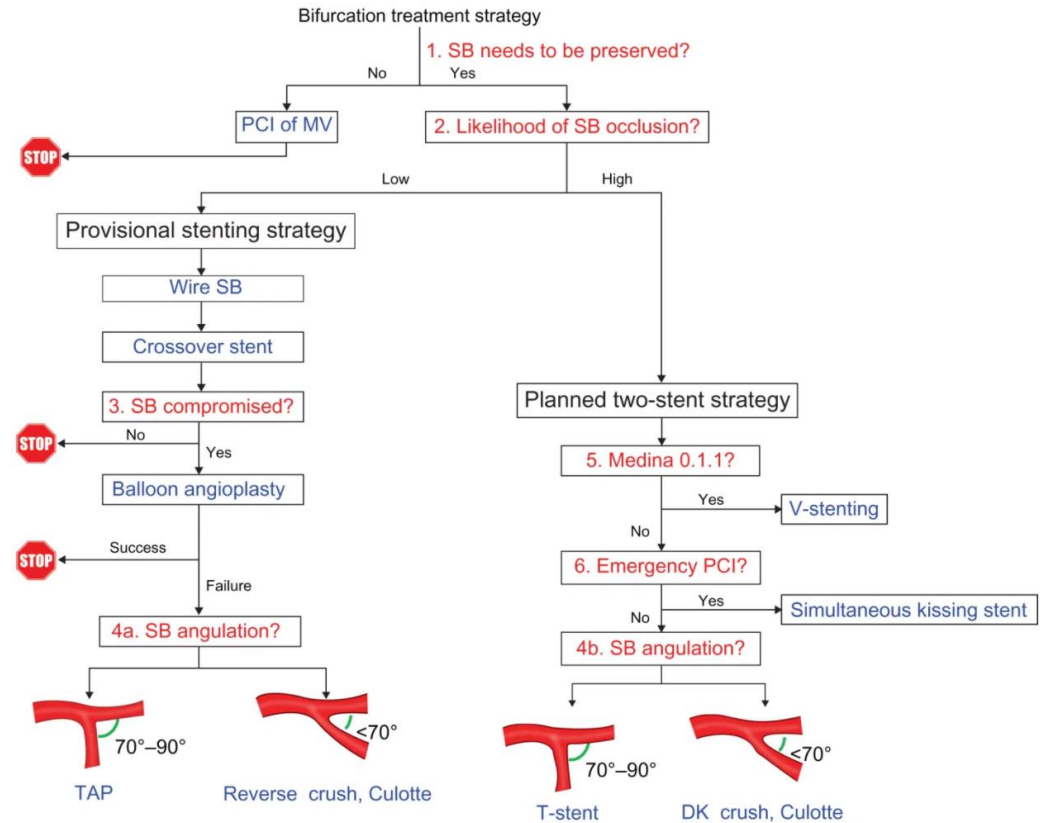 Bifurcation treatment strategy
1. SB needs to be preserved?
No
Yes
PCI of MV
2. Likelihood of SB occlusion?
STOP
Low
High
Provisional stenting strategy
Wire SB
Crossover stent
3. SB compromised?
STOP
No
Yes
Balloon angioplasty
STOP
Success
Failure
4a. SB angulation?
70°–90°
<70°
TAP
Reverse crush, Culotte
Planned two-stent strategy
5. Medina 0.1.1?
Yes
V-stenting
No
6. Emergency PCI?
Yes
Simultaneous kissing stent
No
4b. SB angulation?
70°–90°
<70°
T-stent
DK crush, Culotte